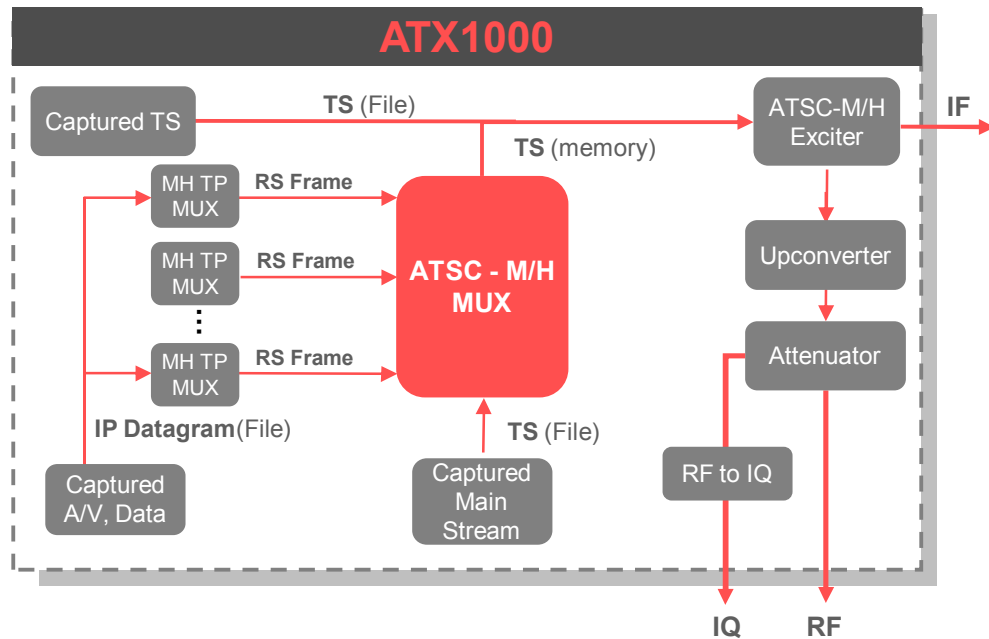 ATX1000
Captured TS
TS (File)
ATSC-M/H
Exciter
IF
TS (memory)
MH TP
MUX
RS Frame
ATSC - M/H
MUX
MH TP
MUX
RS Frame
MH TP
MUX
RS Frame
Upconverter
Attenuator
IP Datagram(File)
TS (File)
Captured
A/V, Data
Captured
Main
Stream
RF to IQ
IQ
RF